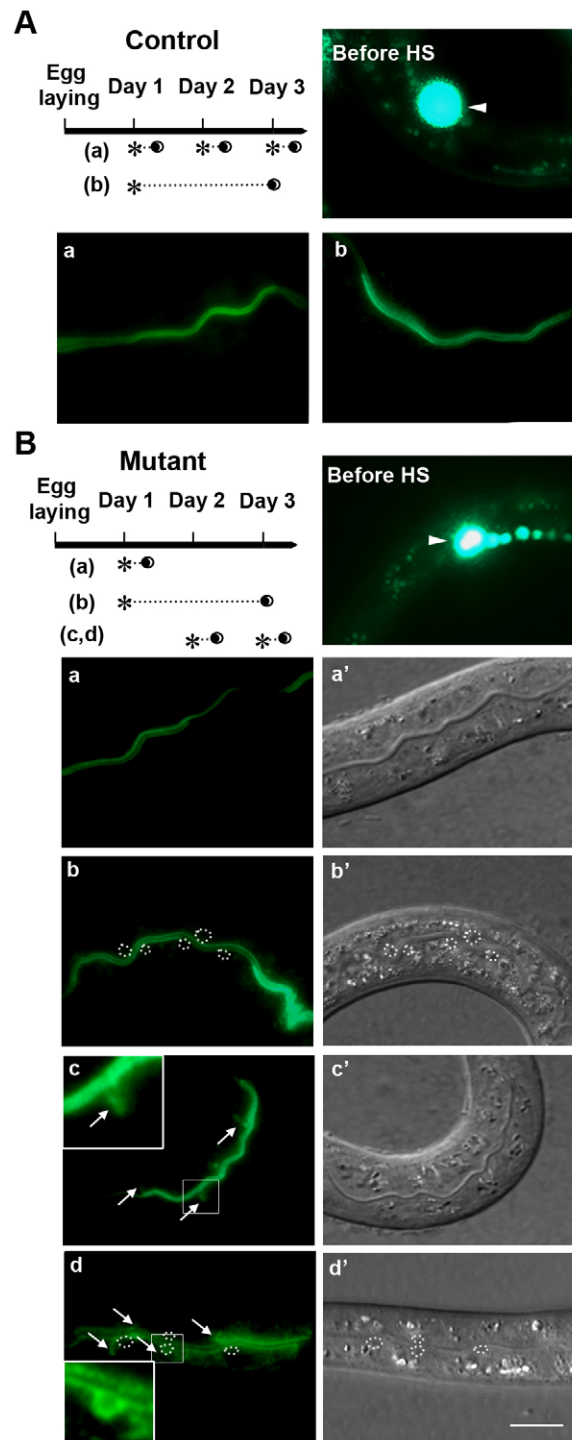 A
Control
Before HS
Egg laying
Day 1 Day 2 Day 3
(a)
(b)
a
b
B
Mutant
Before HS
Egg laying
Day 1 Day 2 Day 3
(a)
(b)
(c,d)
a
a’
b
b’
c
c’
d
d’